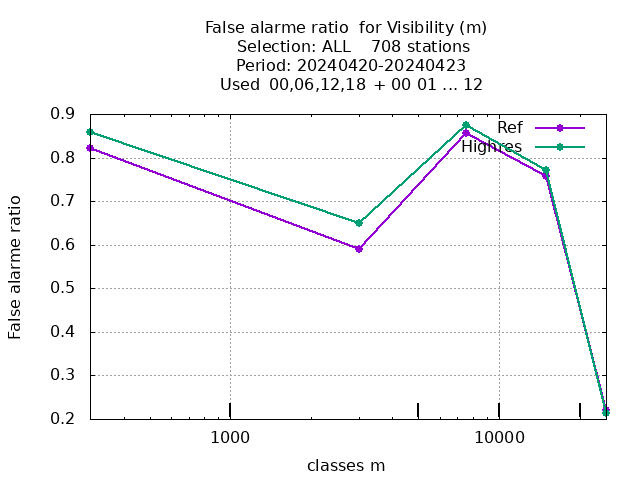 False alarme ratio  for Visibility (m)
Selection: ALL    708 stations
Period: 20240420-20240423
Used  00,06,12,18  + 00 01 ... 12
Ref
Highres
False alarme ratio
0.9
0.8
0.7
0.6
0.5
0.4
0.3
0.2
1000
10000
classes m